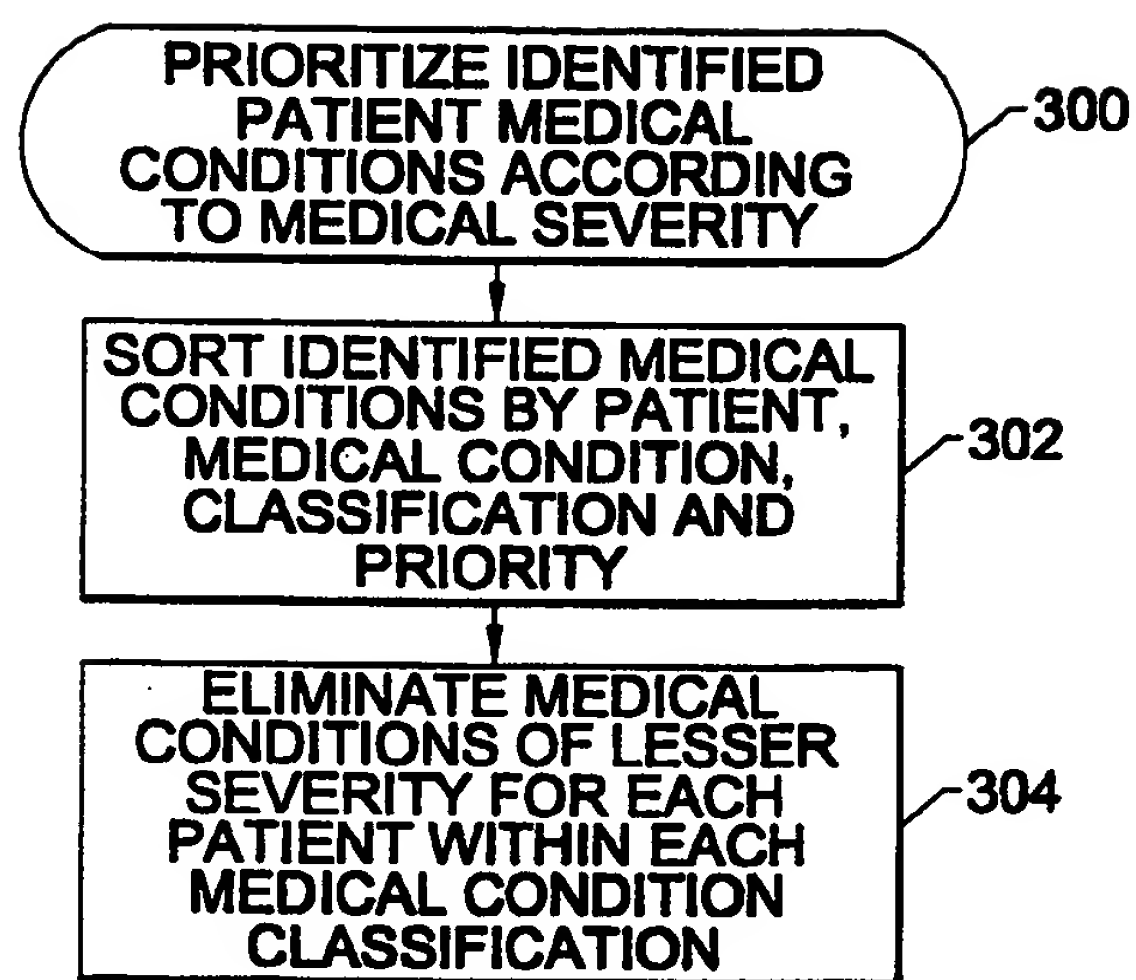 PRIORITIZE IDENTIFIED
PATIENT MEDICAL
CONDITIONS ACCORDING
TO MEDICAL SEVERITY
300
SORT IDENTIFIED MEDICAL
CONDITIONS BY PATIENT,
MEDICAL CONDITION,
CLASSIFICATION AND
PRIORITY
302
ELIMINATE MEDICAL
CONDITIONS OF LESSER
SEVERITY FOR EACH
PATIENT WITHIN EACH
MEDICAL CONDITION
CLASSIFICATION
304